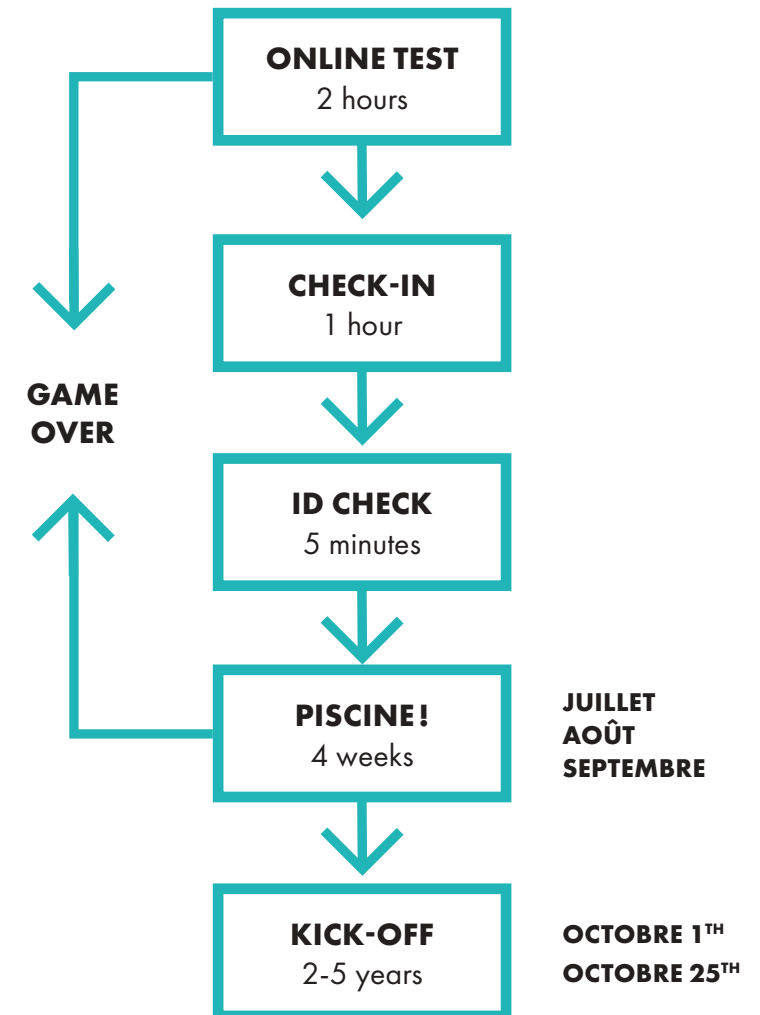 ONLINE TEST
2 hours
CHECK-IN
1 hour
GAME
OVER
ID CHECK
5 minutes
PISCINE!
4 weeks
JUILLET
AOÛT
SEPTEMBRE
KICK-OFF
2-5 years
OCTOBRE 1TH
OCTOBRE 25TH